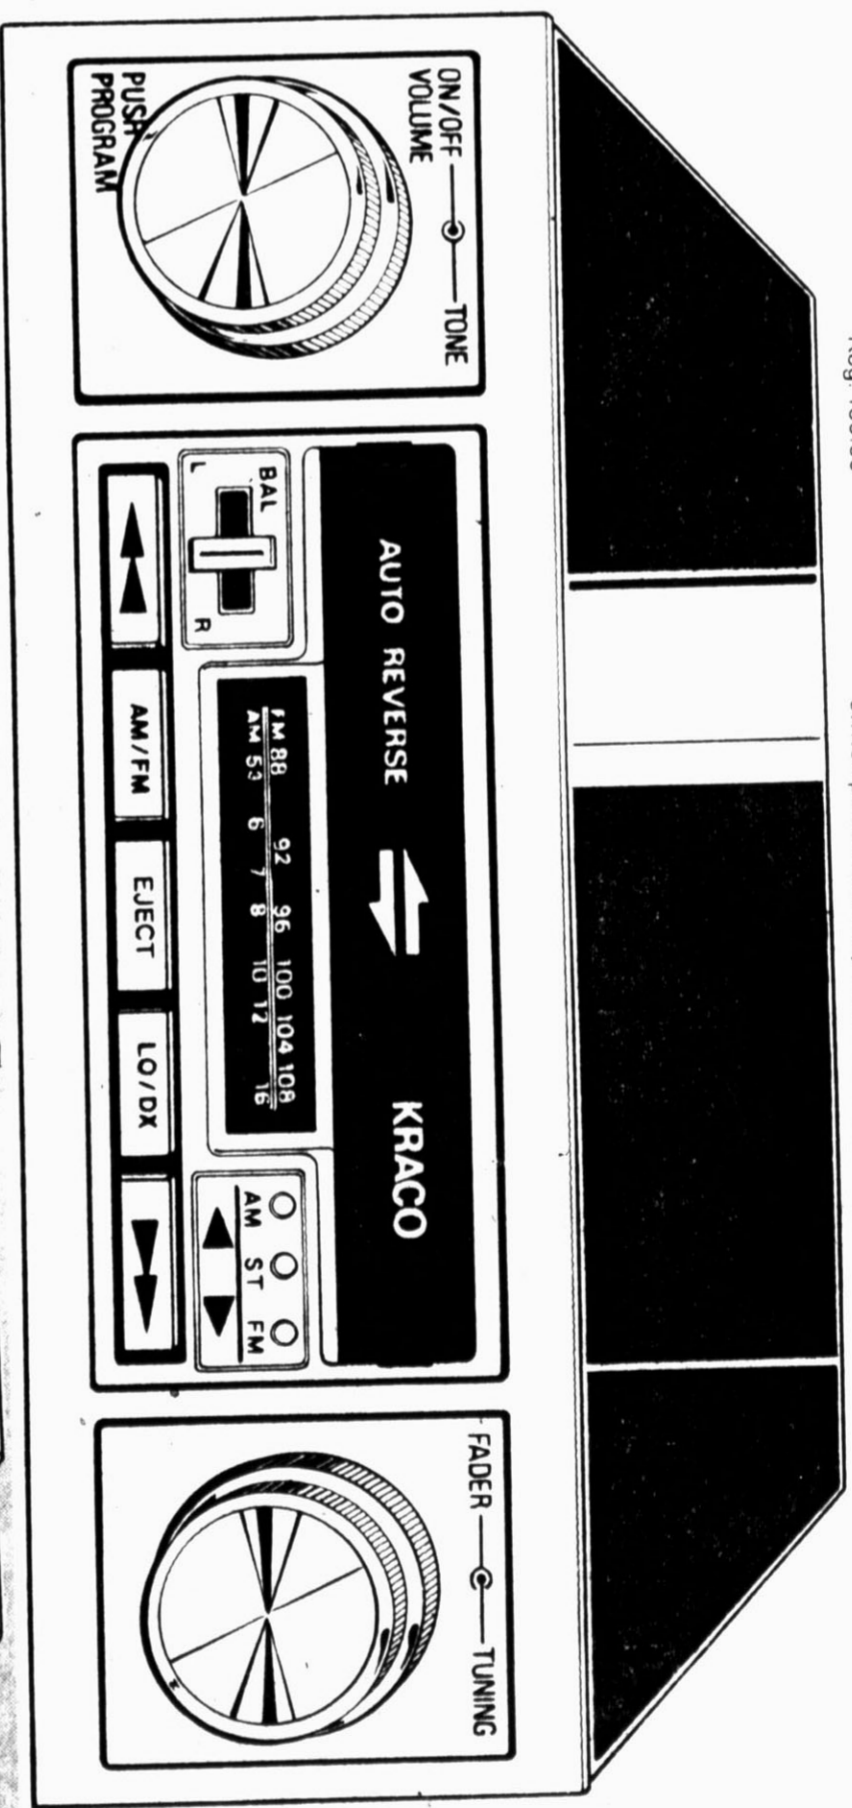 ON/OFF
VOLUME
TONE
PUSH
PROGRAM
AUTO REVERSE
KRACO
BAL
L
R
FM 88 92 96 100 104 108
AM 53 6 7 8 10 12 16
AM ST FM
AM/FM
EJECT
LO/DX
FADER
TUNING